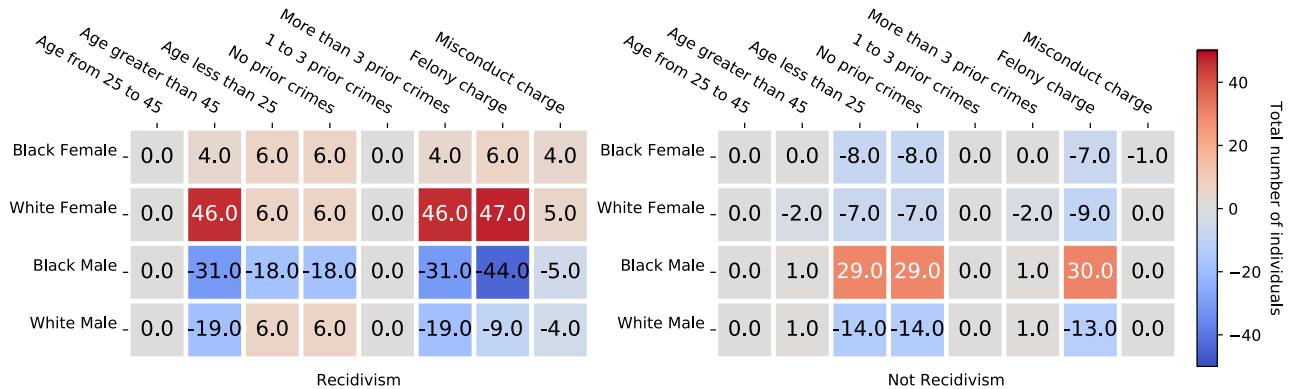 Age from 25 to 45
Age greater than 45
Age less than 25
No prior crimes
1 to 3 prior crimes
More than 3 prior crimes
Felony charge
Misconduct charge
Black Female 0.0 4.0 6.0 6.0 0.0 4.0 6.0 4.0
White Female 0.0 46.0 6.0 6.0 0.0 46.0 47.0 5.0
Black Male 0.0 -31.0 -18.0 -18.0 0.0 -31.0 -44.0 -5.0
White Male 0.0 -19.0 6.0 6.0 0.0 -19.0 -9.0 -4.0
Recidivism
Age from 25 to 45
Age greater than 45
Age less than 25
No prior crimes
1 to 3 prior crimes
More than 3 prior crimes
Felony charge
Misconduct charge
Black Female 0.0 0.0 -8.0 -8.0 0.0 0.0 -7.0 -1.0
White Female 0.0 -2.0 -7.0 -7.0 0.0 -2.0 -9.0 0.0
Black Male 0.0 1.0 29.0 29.0 0.0 1.0 30.0 0.0
White Male 0.0 1.0 -14.0 -14.0 0.0 1.0 -13.0 0.0
Not Recidivism
40
20
0
-20
-40
Total number of individuals